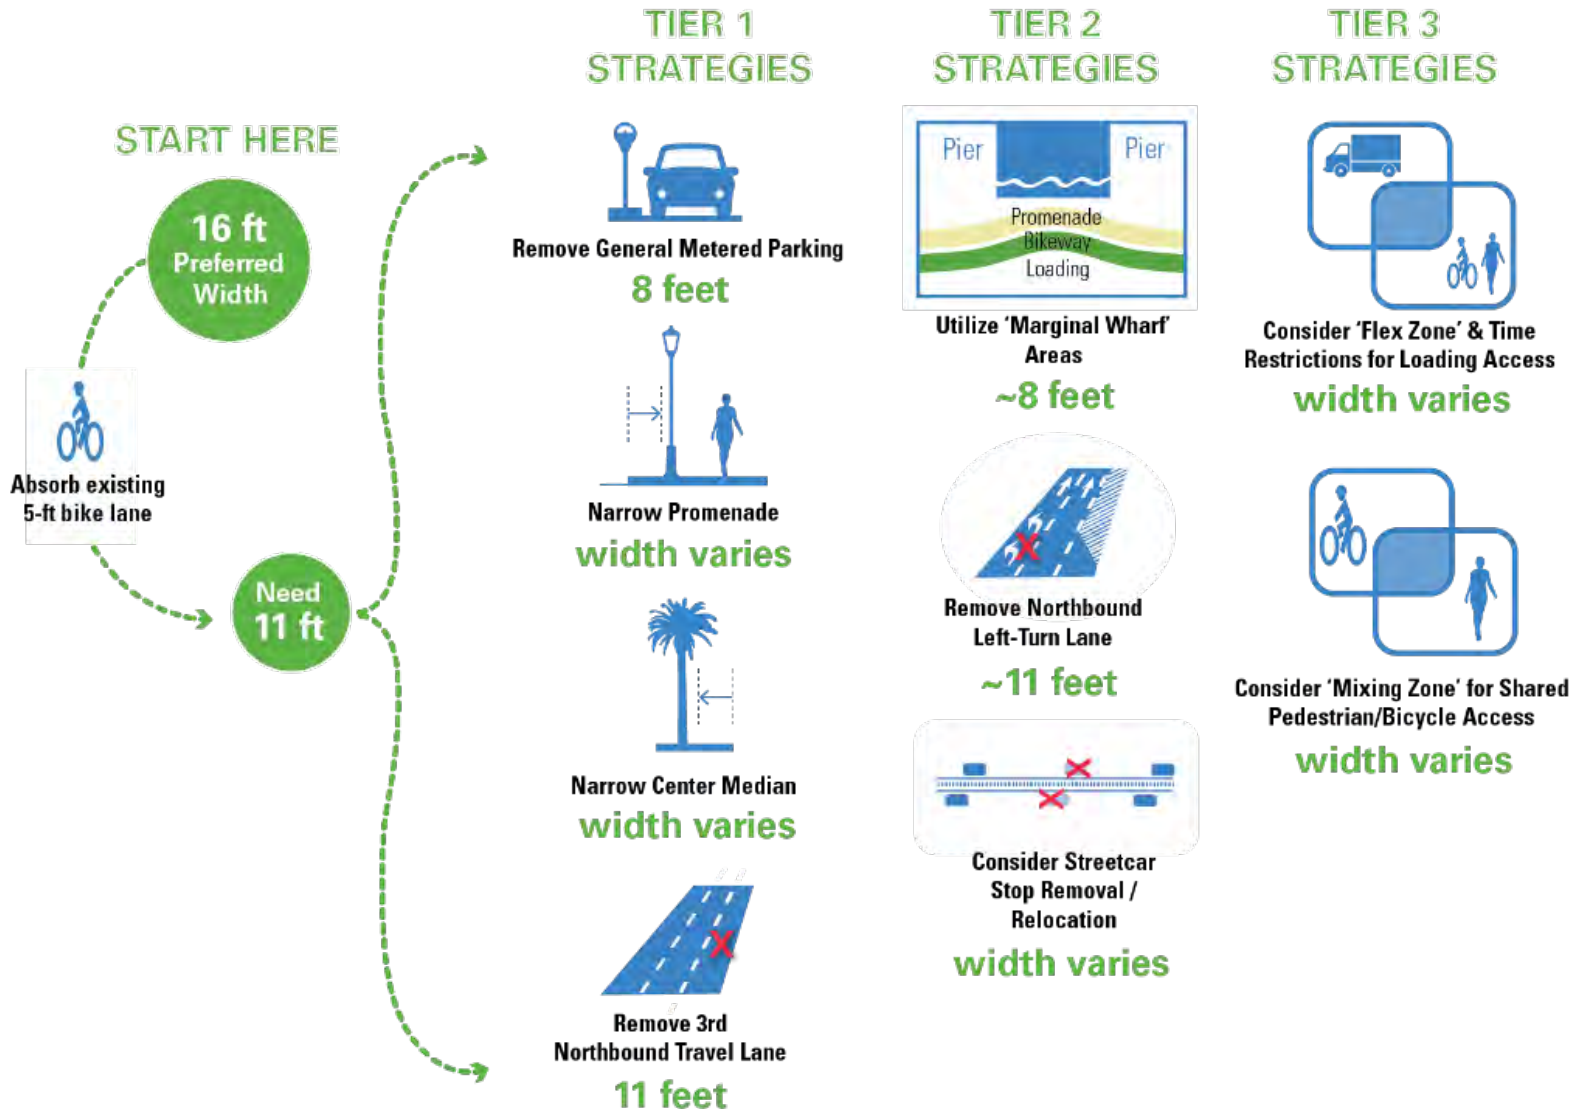 START HERE
16 ft
Preferred
Width
Absorb existing
5-ft bike lane
Need
11 ft
TIER 1
STRATEGIES
Remove General Metered Parking
8 feet
Narrow Promenade
width varies
Narrow Center Median
width varies
Remove 3rd
Northbound Travel Lane
11 feet
TIER 2
STRATEGIES
Pier
Pier
Promenade
Bikeway
Loading
Utilize ‘Marginal Wharf’
Areas
~8 feet
Remove Northbound
Left-Turn Lane
~11 feet
Consider Streetcar
Stop Removal /
Relocation
width varies
TIER 3
STRATEGIES
Consider ‘Flex Zone’ & Time
Restrictions for Loading Access
width varies
Consider ‘Mixing Zone’ for Shared
Pedestrian/Bicycle Access
width varies